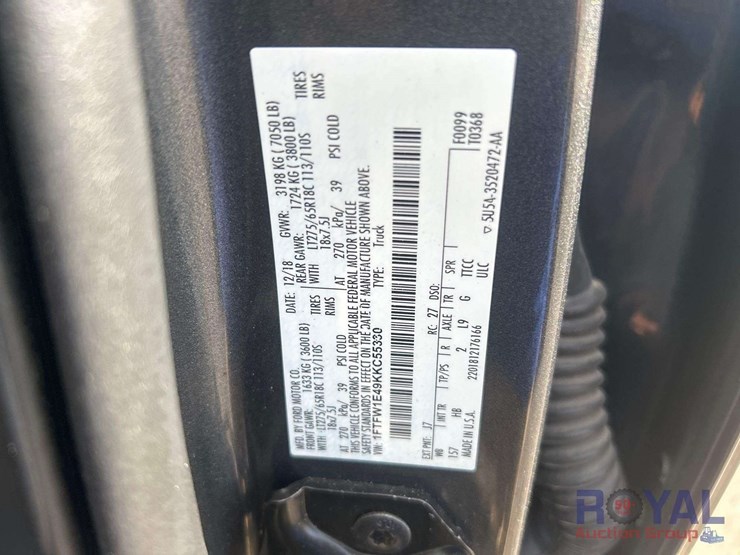 MFD. BY FORD MOTOR CO. DATE: 12/18 GVWR: 3198 KG ( 7050 LB)
FRONT GAWR: 1633 KG ( 3600 LB) REAR GAWR: 1724 KG ( 3800 LB)
WITH LT275/65R18C 113/110S TIRES WITH LT275/65R18C 113/110S TIRES
18x7.5J RIMS 18x7.5J RIMS
AT 270 kPa/ 39 PSI COLD AT 270 kPa/ 39 PSI COLD
THIS VEHICLE CONFORMS TO ALL APPLICABLE FEDERAL MOTOR VEHICLE
SAFETY STANDARDS IN EFFECT ON THE DATE OF MANUFACTURE SHOWN ABOVE.
VIN: 1FTFW1E49KKC55330 TYPE: Truck
F0099
T0368
EXT PNT: J7 RC: 27 DSO:
WB INT TR TP/PS R AXLE TR SPR
157 HB 2 L9 G TTCC
MADE IN U.S.A. 2201812176166 ULC
▽ 5U5A-3520472-AA
ROYAL
Auction Group